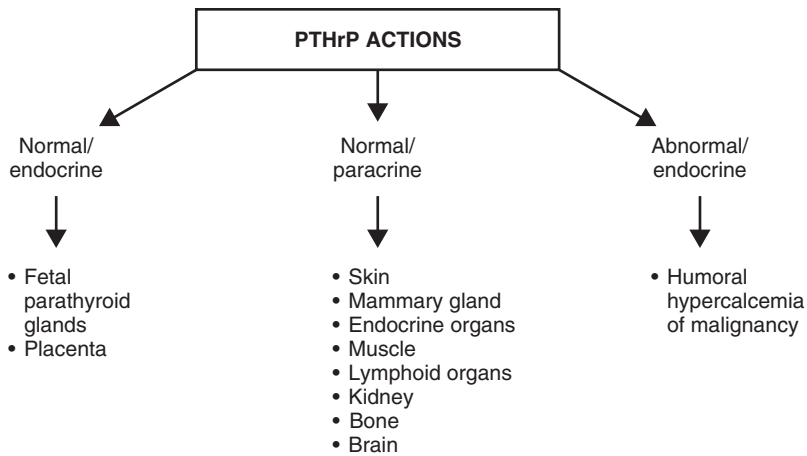 PTHrP ACTIONS
Normal/
endocrine
• Fetal
parathyroid
glands
• Placenta
Normal/
paracrine
• Skin
• Mammary gland
• Endocrine organs
• Muscle
• Lymphoid organs
• Kidney
• Bone
• Brain
Abnormal/
endocrine
• Humoral
hypercalcemia
of malignancy